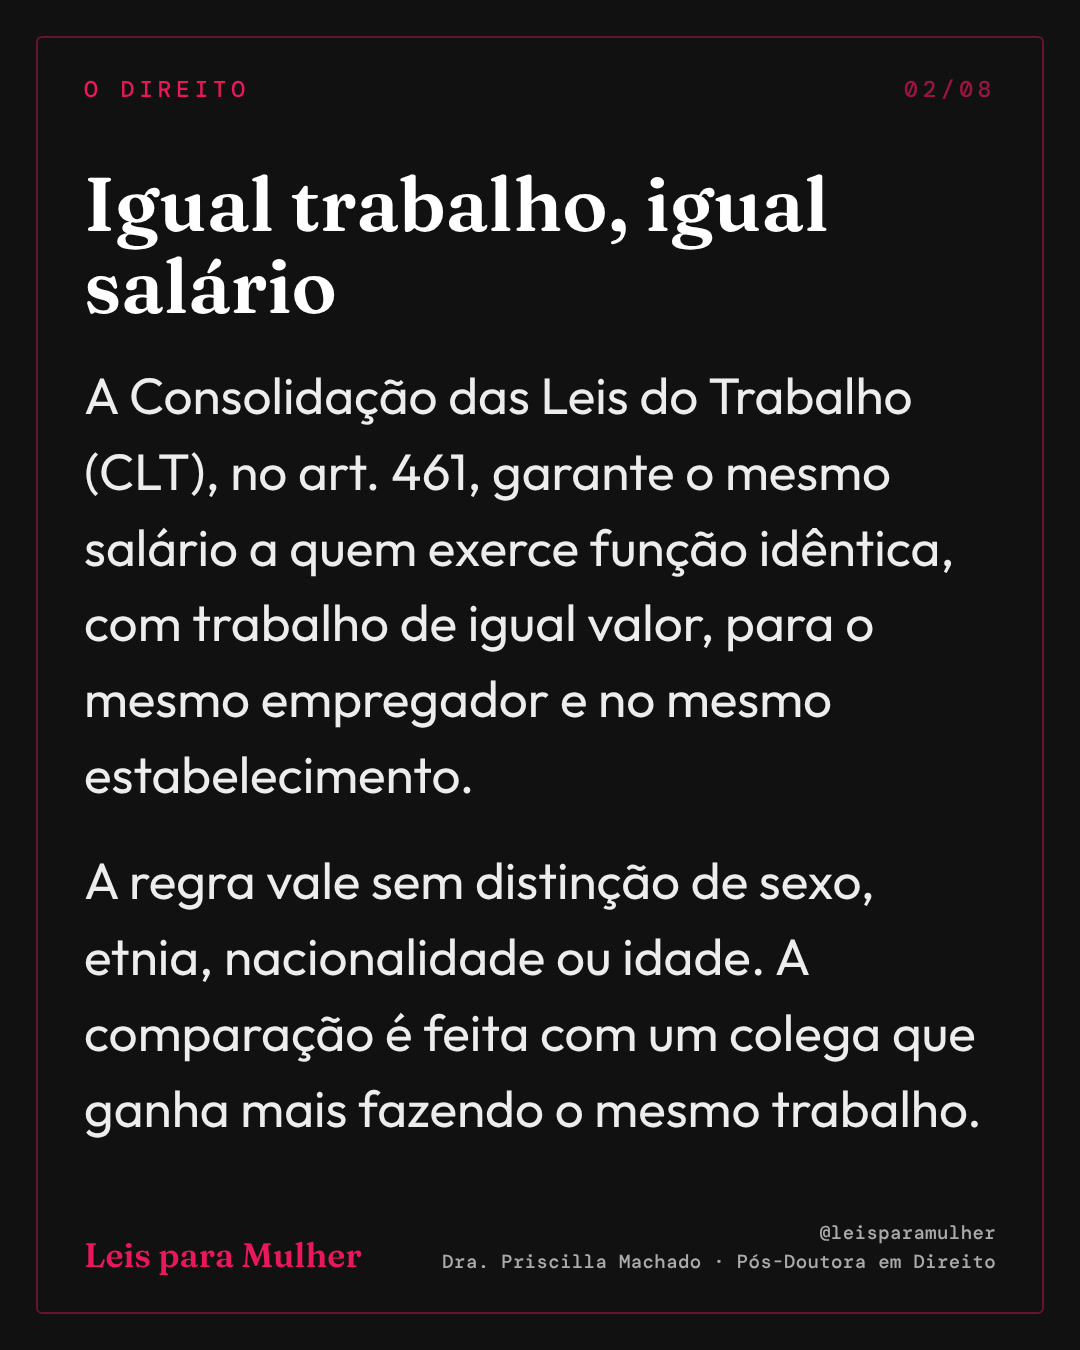 O DIREITO
02/08
Igual trabalho, igual
salário
A Consolidação das Leis do Trabalho
(CLT), no art. 461, garante o mesmo
salário a quem exerce função idêntica,
com trabalho de igual valor, para o
mesmo empregador e no mesmo
estabelecimento.
A regra vale sem distinção de sexo,
etnia, nacionalidade ou idade. A
comparação é feita com um colega que
ganha mais fazendo o mesmo trabalho.
Leis para Mulher
@leisparamulher
Dra. Priscilla Machado · Pós-Doutora em Direito